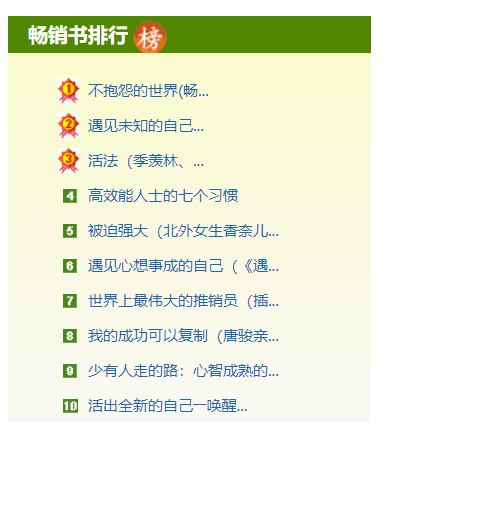 畅销书排行 榜
1 不抱怨的世界(畅...
2 遇见未知的自己...
3 活法（季羡林、...
4 高效能人士的七个习惯
5 被迫强大（北外女生香奈儿...
6 遇见心想事成的自己（《遇...
7 世界上最伟大的推销员（插...
8 我的成功可以复制（唐骏亲...
9 少有人走的路：心智成熟的...
10 活出全新的自己--唤醒...